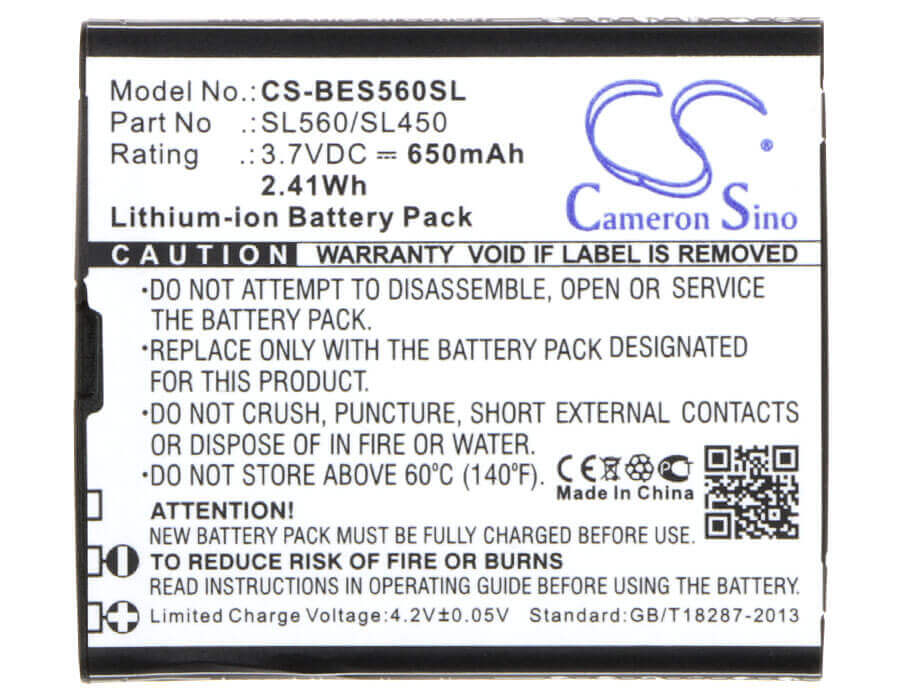 Model No.: CS-BES560SL
Part No .: SL560/SL450
Rating .: 3.7VDC ⎓ 650mAh
2.41Wh
Lithium-ion Battery Pack
CS
®
Cameron Sino
CAUTION WARRANTY VOID IF LABEL IS REMOVED
•DO NOT ATTEMPT TO DISASSEMBLE, OPEN OR SERVICE
THE BATTERY PACK.
•REPLACE ONLY WITH THE BATTERY PACK DESIGNATED
FOR THIS PRODUCT.
•DO NOT CRUSH, PUNCTURE, SHORT EXTERNAL CONTACTS
OR DISPOSE OF IN FIRE OR WATER.
•DO NOT STORE ABOVE 60°C (140°F).
CE PCT
Made In China
ATTENTION!
NEW BATTERY PACK MUST BE FULLY CHARGED BEFORE USE.
TO REDUCE RISK OF FIRE OR BURNS
READ INSTRUCTIONS IN OPERATING GUIDE BEFORE USING THE BATTERY.
Limited Charge Voltage:4.2V±0.05V Standard:GB/T18287-2013